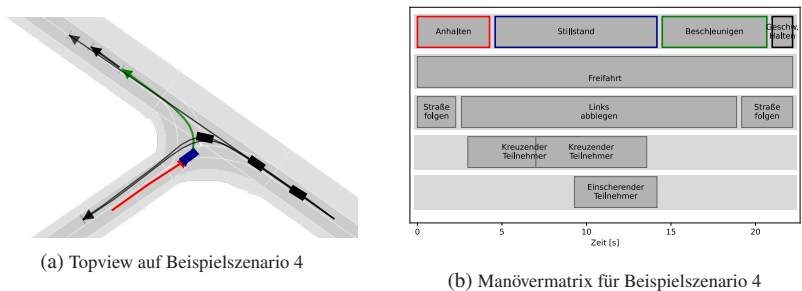 Anhalten
Stillstand
Beschleunigen
Geschw.
Halten
Freifahrt
Straße
folgen
Links
abbiegen
Straße
folgen
Kreuzender
Teilnehmer
Kreuzender
Teilnehmer
Einscherender
Teilnehmer
0 5 10 15 20
Zeit [s]
(a) Topview auf Beispielszenario 4
(b) Manövermatrix für Beispielszenario 4